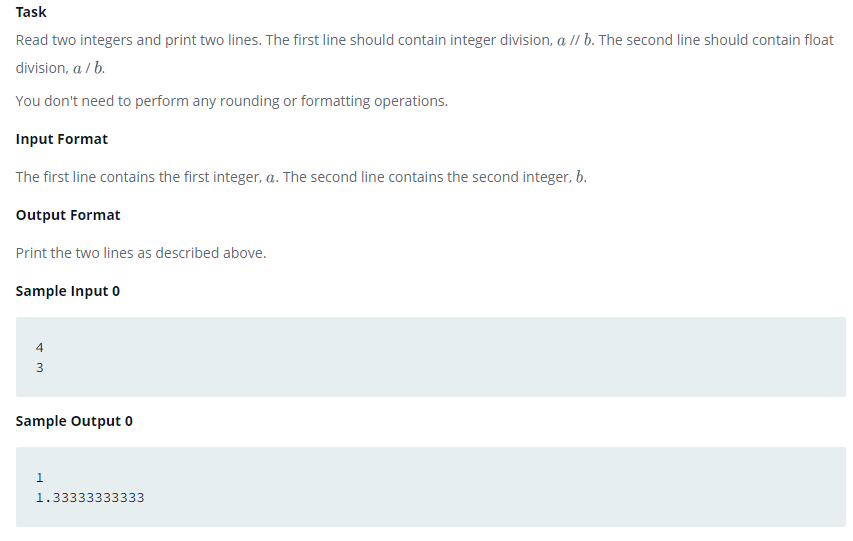 Task
Read two integers and print two lines. The first line should contain integer division, a // b. The second line should contain float
division, a / b.
You don't need to perform any rounding or formatting operations.
Input Format
The first line contains the first integer, a. The second line contains the second integer, b.
Output Format
Print the two lines as described above.
Sample Input 0
4
3
Sample Output 0
1
1.33333333333